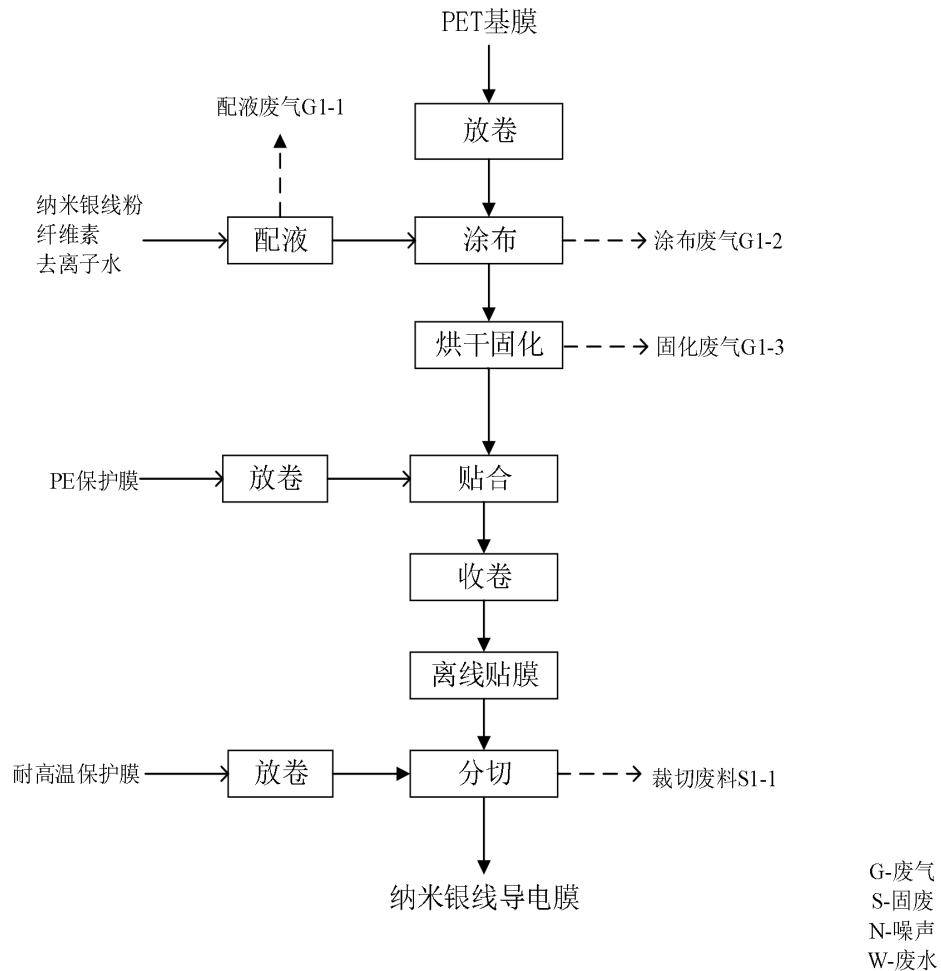 PET基膜
配液废气G1-1
放卷
纳米银线粉
纤维素
去离子水
配液
涂布
涂布废气G1-2
烘干固化
固化废气G1-3
PE保护膜
放卷
贴合
收卷
离线贴膜
耐高温保护膜
放卷
分切
裁切废料S1-1
纳米银线导电膜
G-废气
S-固废
N-噪声
W-废水